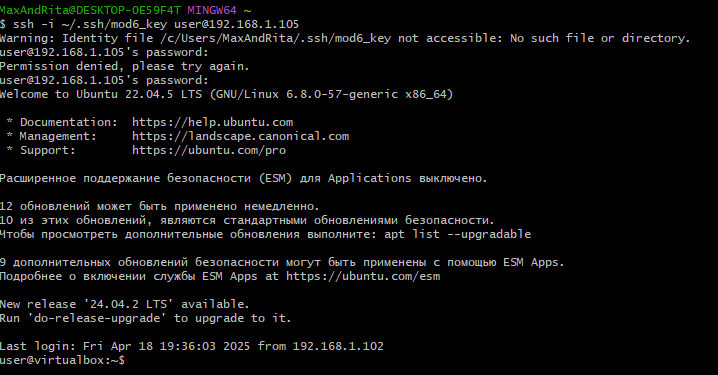 MaxAndRita@DESKTOP-OE59F4T MINGW64 ~
$ ssh -i ~/.ssh/mod6_key user@192.168.1.105
Warning: Identity file /c/Users/MaxAndRita/.ssh/mod6_key not accessible: No such file or directory.
user@192.168.1.105's password:
Permission denied, please try again.
user@192.168.1.105's password:
Welcome to Ubuntu 22.04.5 LTS (GNU/Linux 6.8.0-57-generic x86_64)
* Documentation:  https://help.ubuntu.com
* Management:     https://landscape.canonical.com
* Support:        https://ubuntu.com/pro
Расширенное поддержание безопасности (ESM) для Applications выключено.
12 обновлений может быть применено немедленно.
10 из этих обновлений, являются стандартными обновлениями безопасности.
Чтобы просмотреть дополнительные обновления выполните: apt list --upgradable
9 дополнительных обновлений безопасности могут быть применены с помощью ESM Apps.
Подробнее о включении службы ESM Apps at https://ubuntu.com/esm
New release '24.04.2 LTS' available.
Run 'do-release-upgrade' to upgrade to it.
Last login: Fri Apr 18 19:36:03 2025 from 192.168.1.102
user@virtualbox:~$